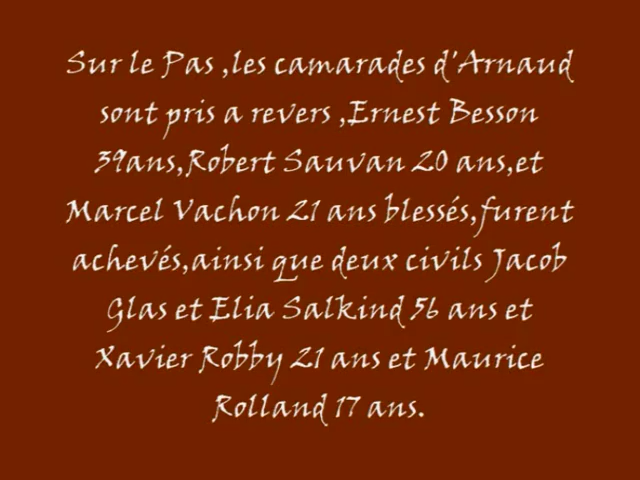 Sur le Pas ,les camarades d'Arnaud
sont pris a revers ,Ernest Besson
39ans,Robert Sauvan 20 ans,et
Marcel Vachon 21 ans blessés,furent
achevés,ainsi que deux civils Jacob
Glas et Elia Salkind 56 ans et
Xavier Robby 21 ans et Maurice
Rolland 17 ans.